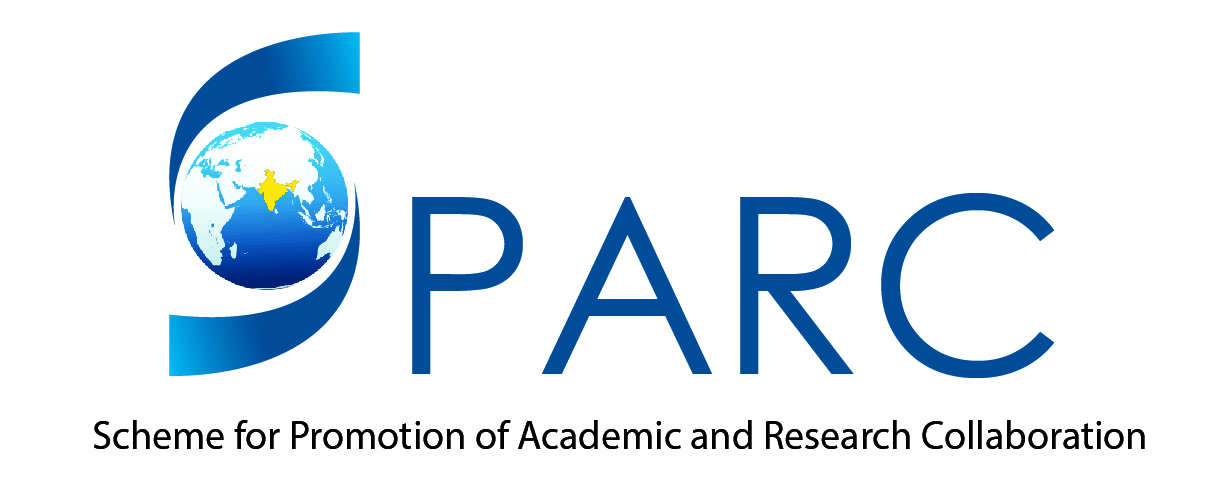 SPARC
Scheme for Promotion of Academic and Research Collaboration